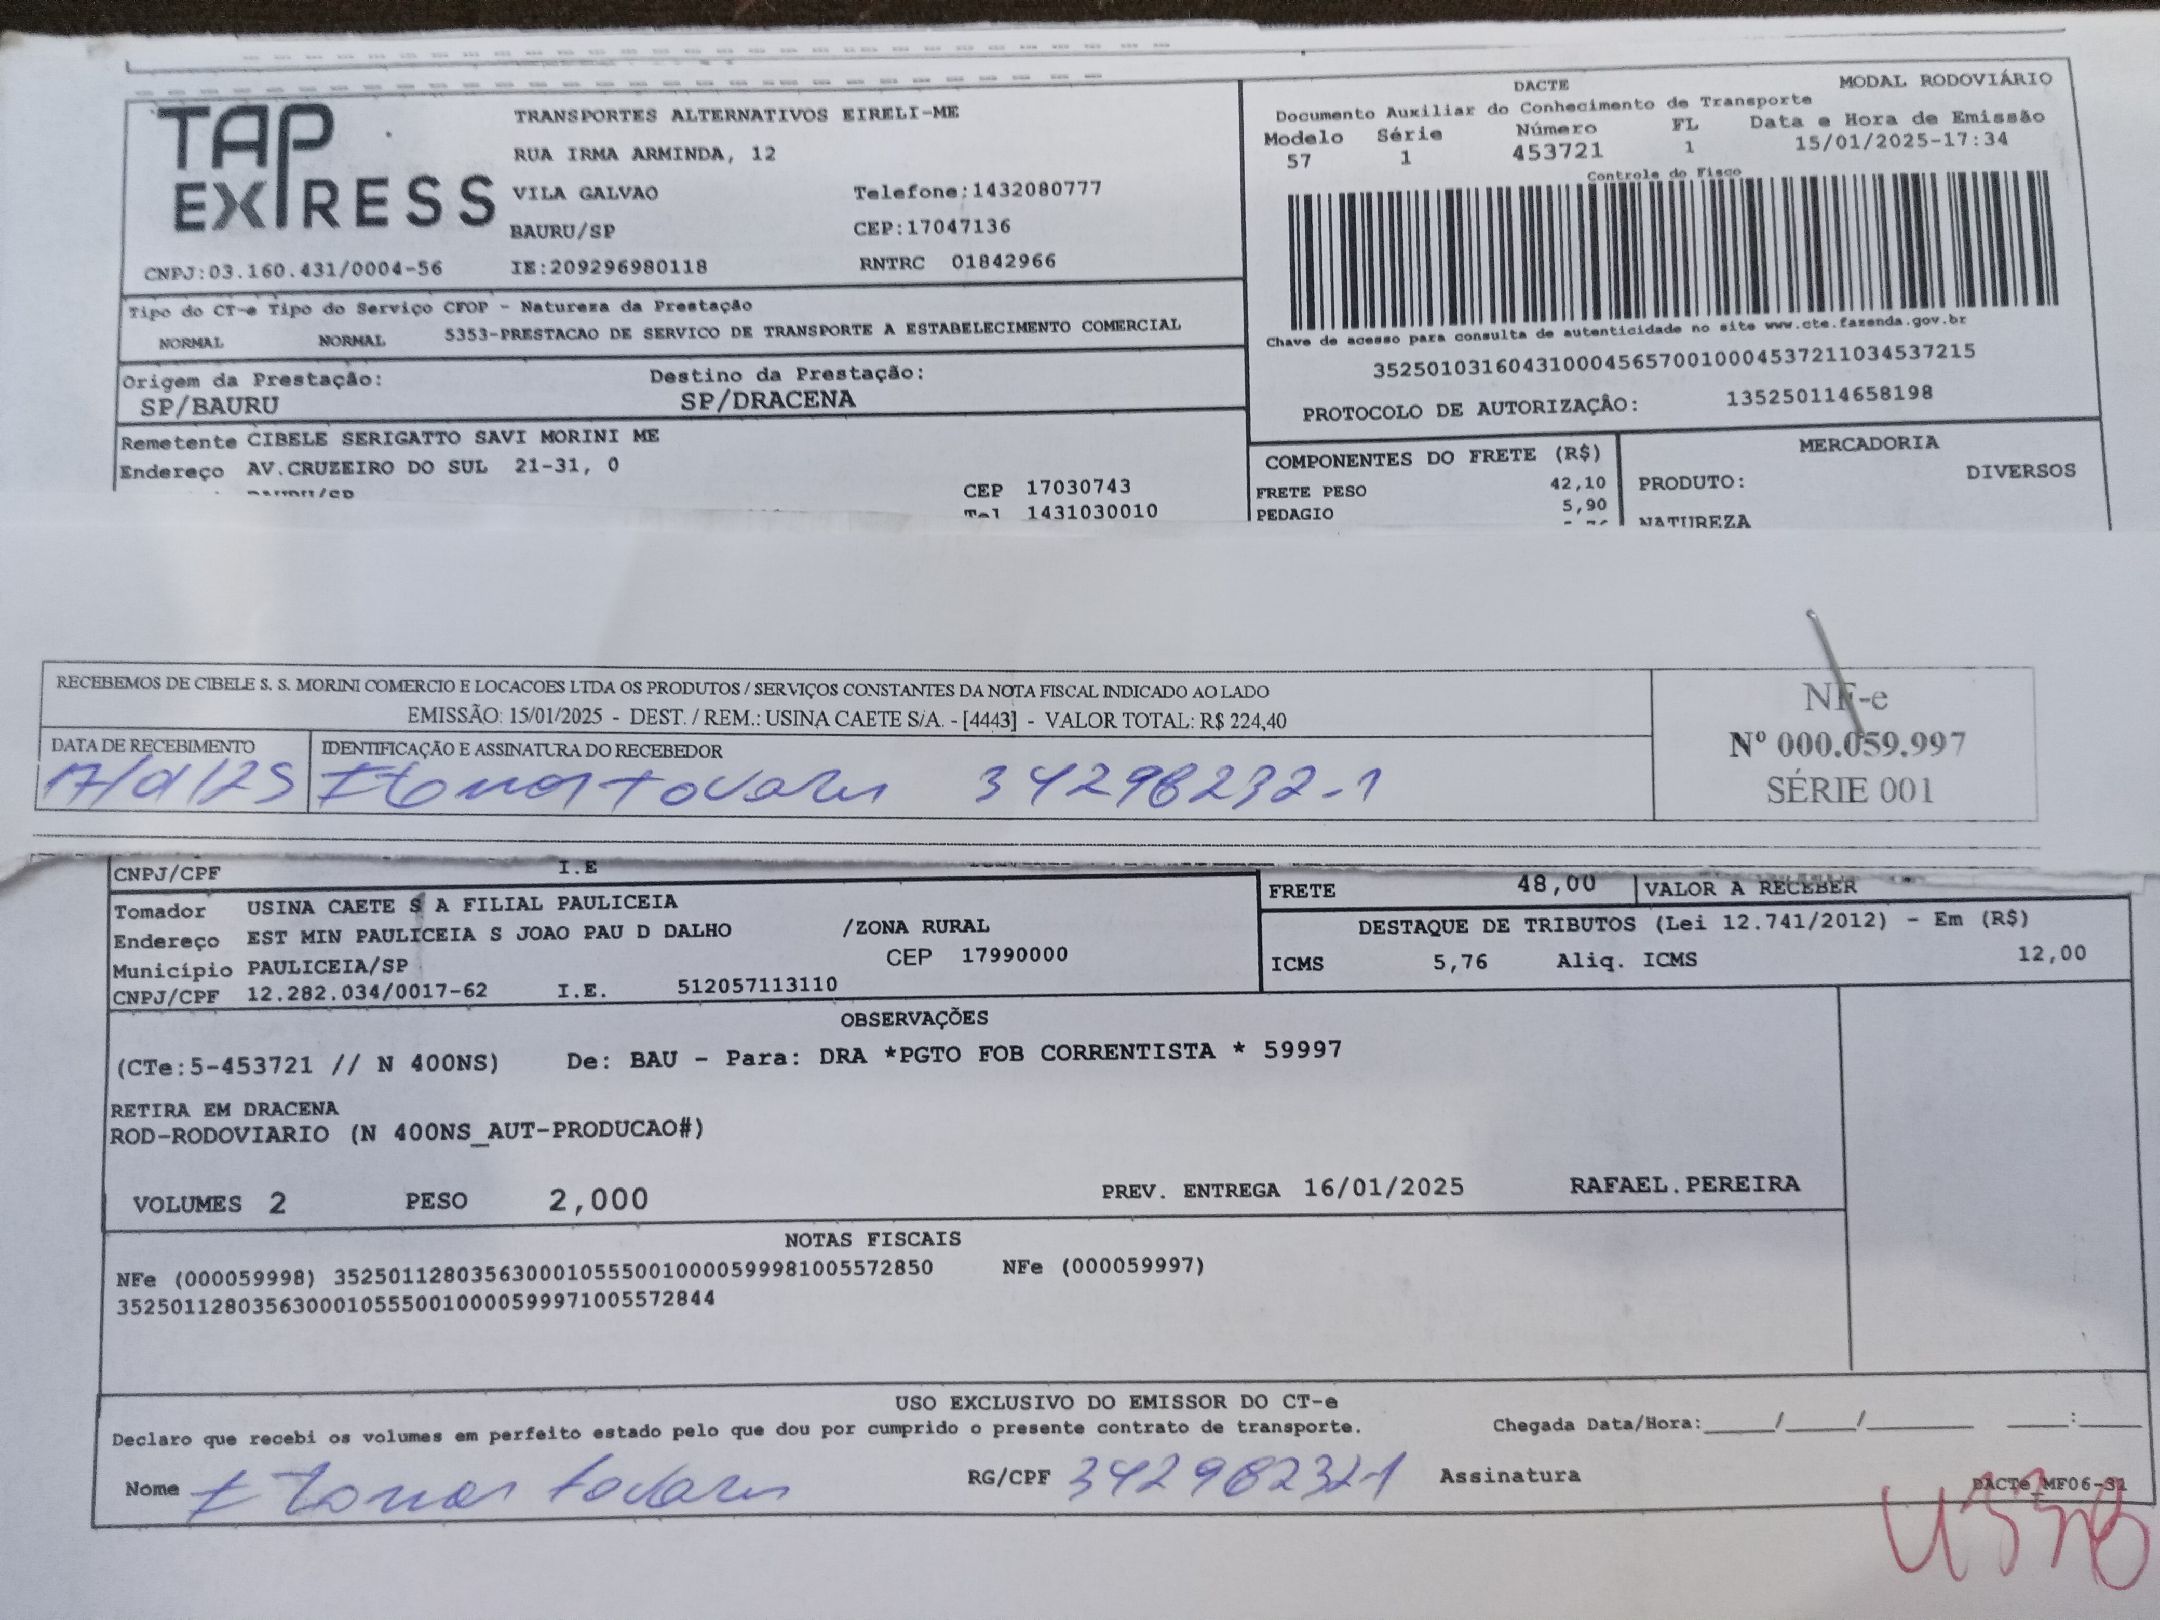 TAP EXPRESS
TRANSPORTES ALTERNATIVOS EIRELI-ME
RUA IRMA ARMINDA, 12
VILA GALVAO Telefone:1432080777
BAURU/SP CEP:17047136
CNPJ:03.160.431/0004-56 IE:209296980118 RNTRC 01842966
DACTE MODAL RODOVIÁRIO
Documento Auxiliar do Conhecimento de Transporte
Modelo Série Número FL Data e Hora de Emissão
57 1 453721 1 15/01/2025-17:34
Controle do Fisco
Chave de acesso para consulta de autenticidade no site www.cte.fazenda.gov.br
35250103160431000456570010004537211034537215
PROTOCOLO DE AUTORIZAÇÃO: 135250114658198
Tipo do CT-e Tipo do Serviço CFOP - Natureza da Prestação
NORMAL NORMAL 5353-PRESTACAO DE SERVICO DE TRANSPORTE A ESTABELECIMENTO COMERCIAL
Origem da Prestação: Destino da Prestação:
SP/BAURU SP/DRACENA
Remetente CIBELE SERIGATTO SAVI MORINI ME
Endereço AV.CRUZEIRO DO SUL 21-31, 0
CEP 17030743
Tel 1431030010
COMPONENTES DO FRETE (R$)
FRETE PESO 42,10
PEDAGIO 5,90
MERCADORIA
PRODUTO: DIVERSOS
NATUREZA
RECEBEMOS DE CIBELE S. S. MORINI COMERCIO E LOCACOES LTDA OS PRODUTOS / SERVIÇOS CONSTANTES DA NOTA FISCAL INDICADO AO LADO
EMISSÃO: 15/01/2025 - DEST. / REM.: USINA CAETE S/A. - [4443] - VALOR TOTAL: R$ 224,40
DATA DE RECEBIMENTO IDENTIFICAÇÃO E ASSINATURA DO RECEBEDOR
34298232-1
NF-e
Nº 000.059.997
SÉRIE 001
CNPJ/CPF I.E
Tomador USINA CAETE S A FILIAL PAULICEIA
Endereço EST MIN PAULICEIA S JOAO PAU D DALHO /ZONA RURAL
Município PAULICEIA/SP CEP 17990000
CNPJ/CPF 12.282.034/0017-62 I.E. 512057113110
FRETE 48,00 VALOR A RECEBER
DESTAQUE DE TRIBUTOS (Lei 12.741/2012) - Em (R$)
ICMS 5,76 Aliq. ICMS 12,00
OBSERVAÇÕES
(CTe:5-453721 // N 400NS) De: BAU - Para: DRA *PGTO FOB CORRENTISTA * 59997
RETIRA EM DRACENA
ROD-RODOVIARIO (N 400NS_AUT-PRODUCAO#)
VOLUMES 2 PESO 2,000 PREV. ENTREGA 16/01/2025 RAFAEL.PEREIRA
NOTAS FISCAIS
NFe (000059998) 35250112803563000105550010000599981005572850 NFe (000059997)
35250112803563000105550010000599971005572844
USO EXCLUSIVO DO EMISSOR DO CT-e
Declaro que recebi os volumes em perfeito estado pelo que dou por cumprido o presente contrato de transporte. Chegada Data/Hora:____/____/______ ____:____
Nome RG/CPF 34298232-1 Assinatura